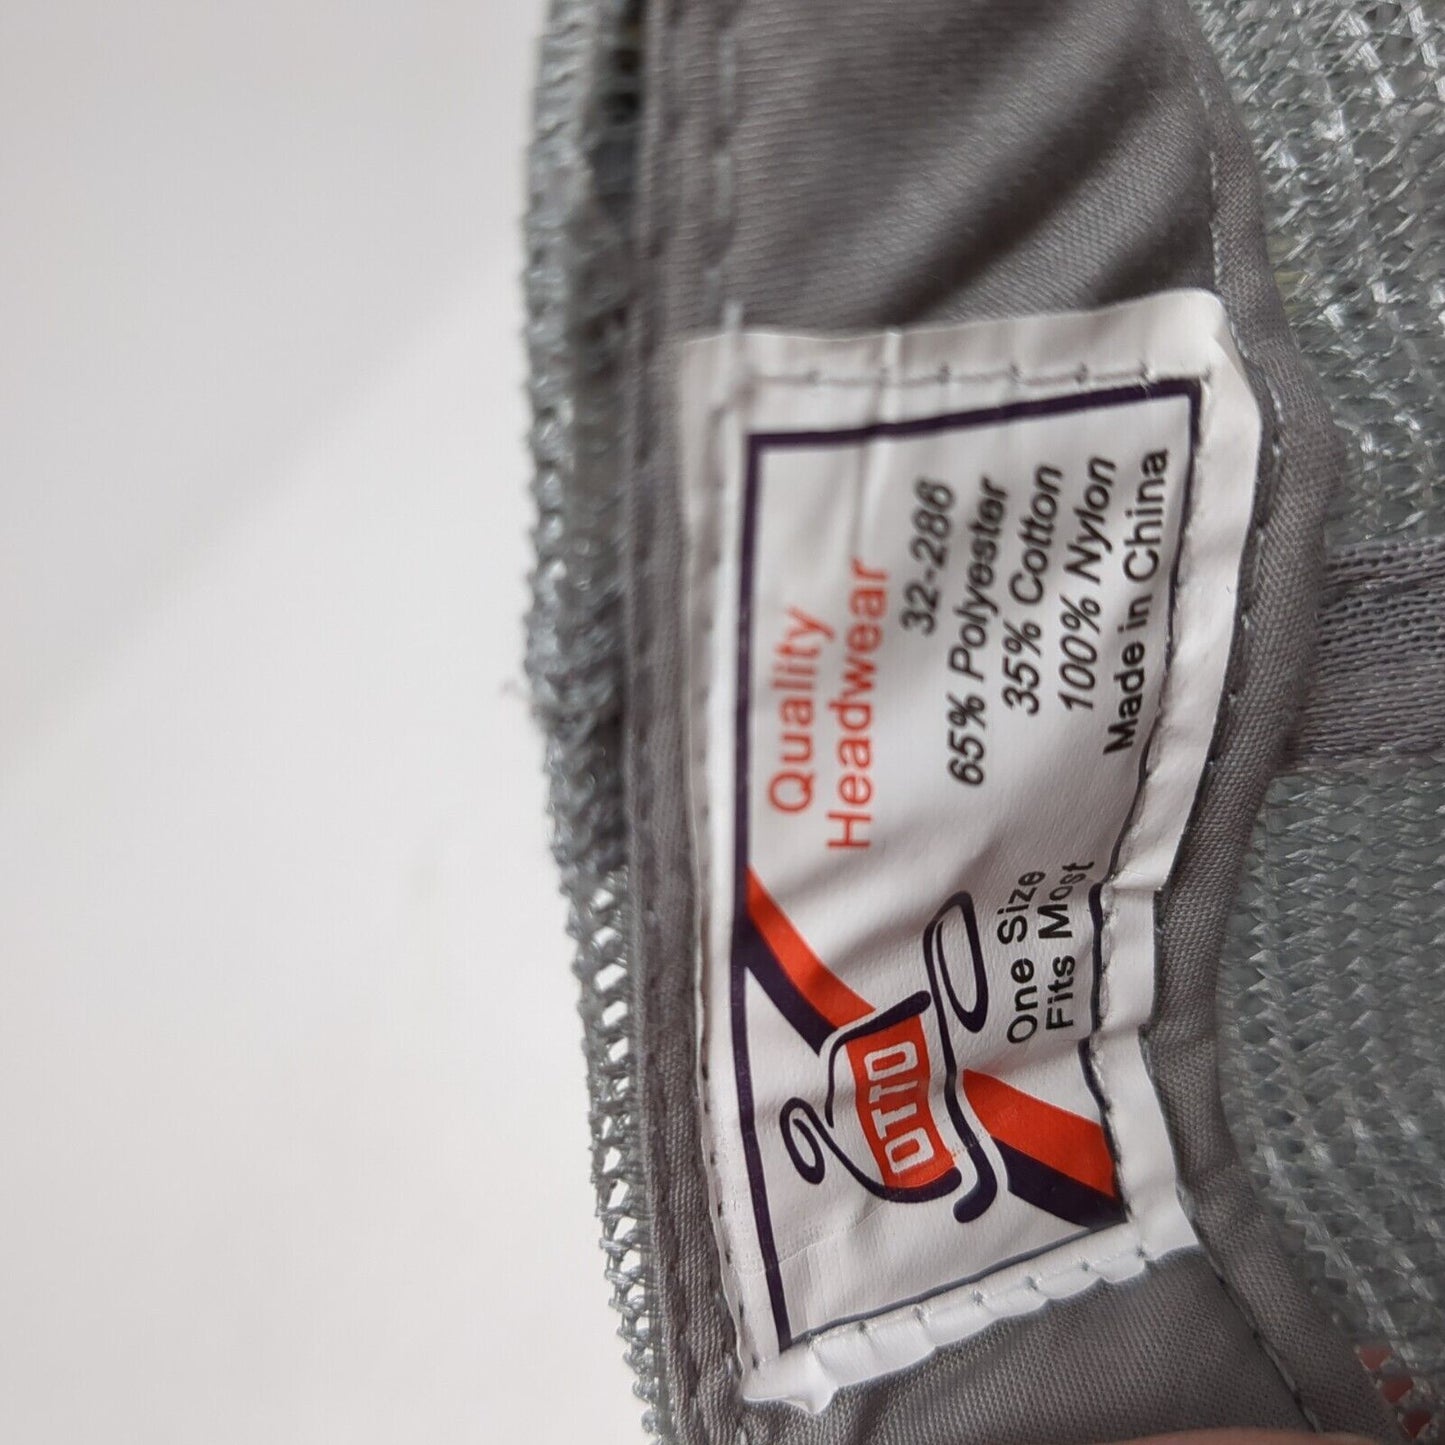 Quality
Headwear
32-286
65% Polyester
35% Cotton
100% Nylon
Made in China
OTTO
One Size
Fits Most